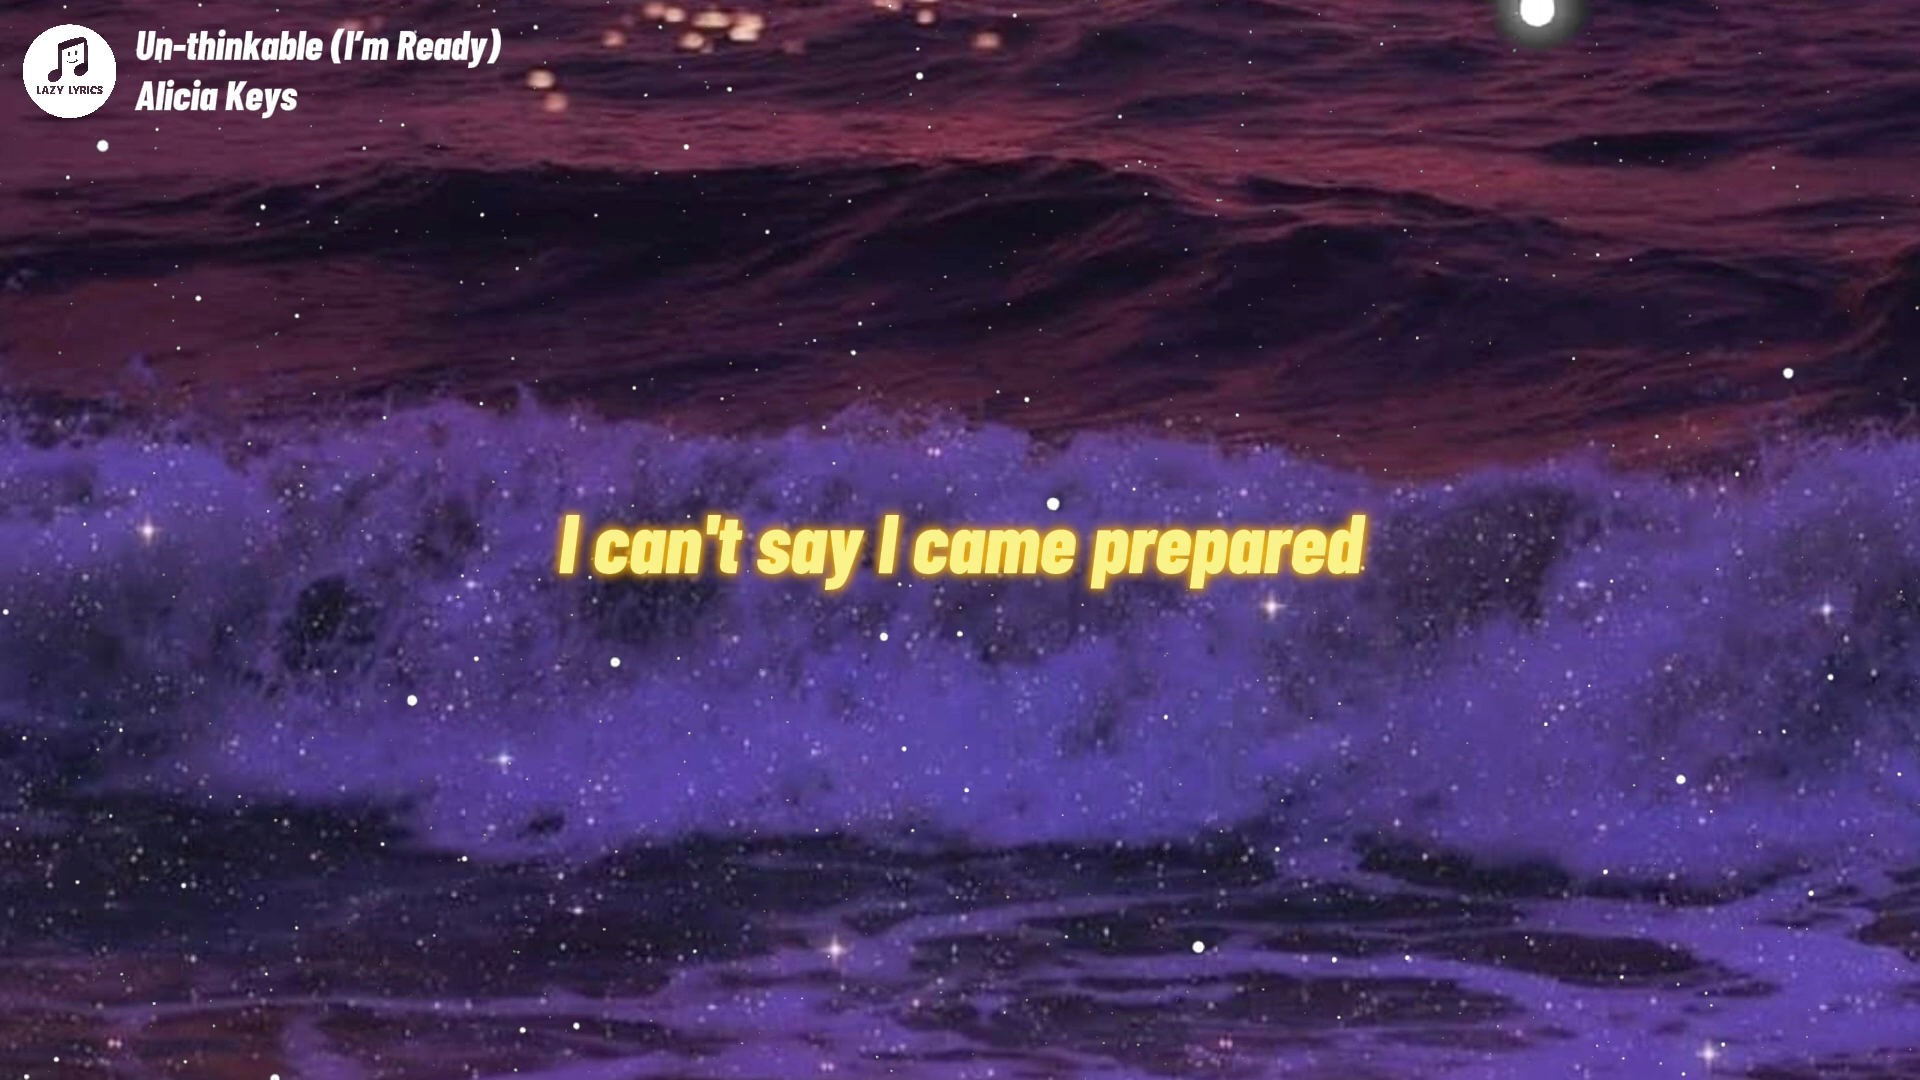 Un-thinkable (I’m Ready)
LAZY LYRICS
Alicia Keys
I can't say I came prepared